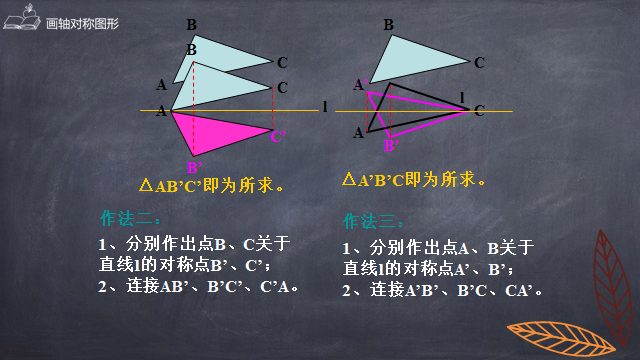 画轴对称图形
B
B
C
A
C
A
l
C’
B’
△AB’C’即为所求。
B
C
A’
l
C
A
B’
△A’B’C即为所求。
作法二：
1、分别作出点B、C关于
直线l的对称点B’、C’；
2、连接AB’、B’C’、C’A。
作法三：
1、分别作出点A、B关于
直线l的对称点A’、B’；
2、连接A’B’、B’C、CA’。